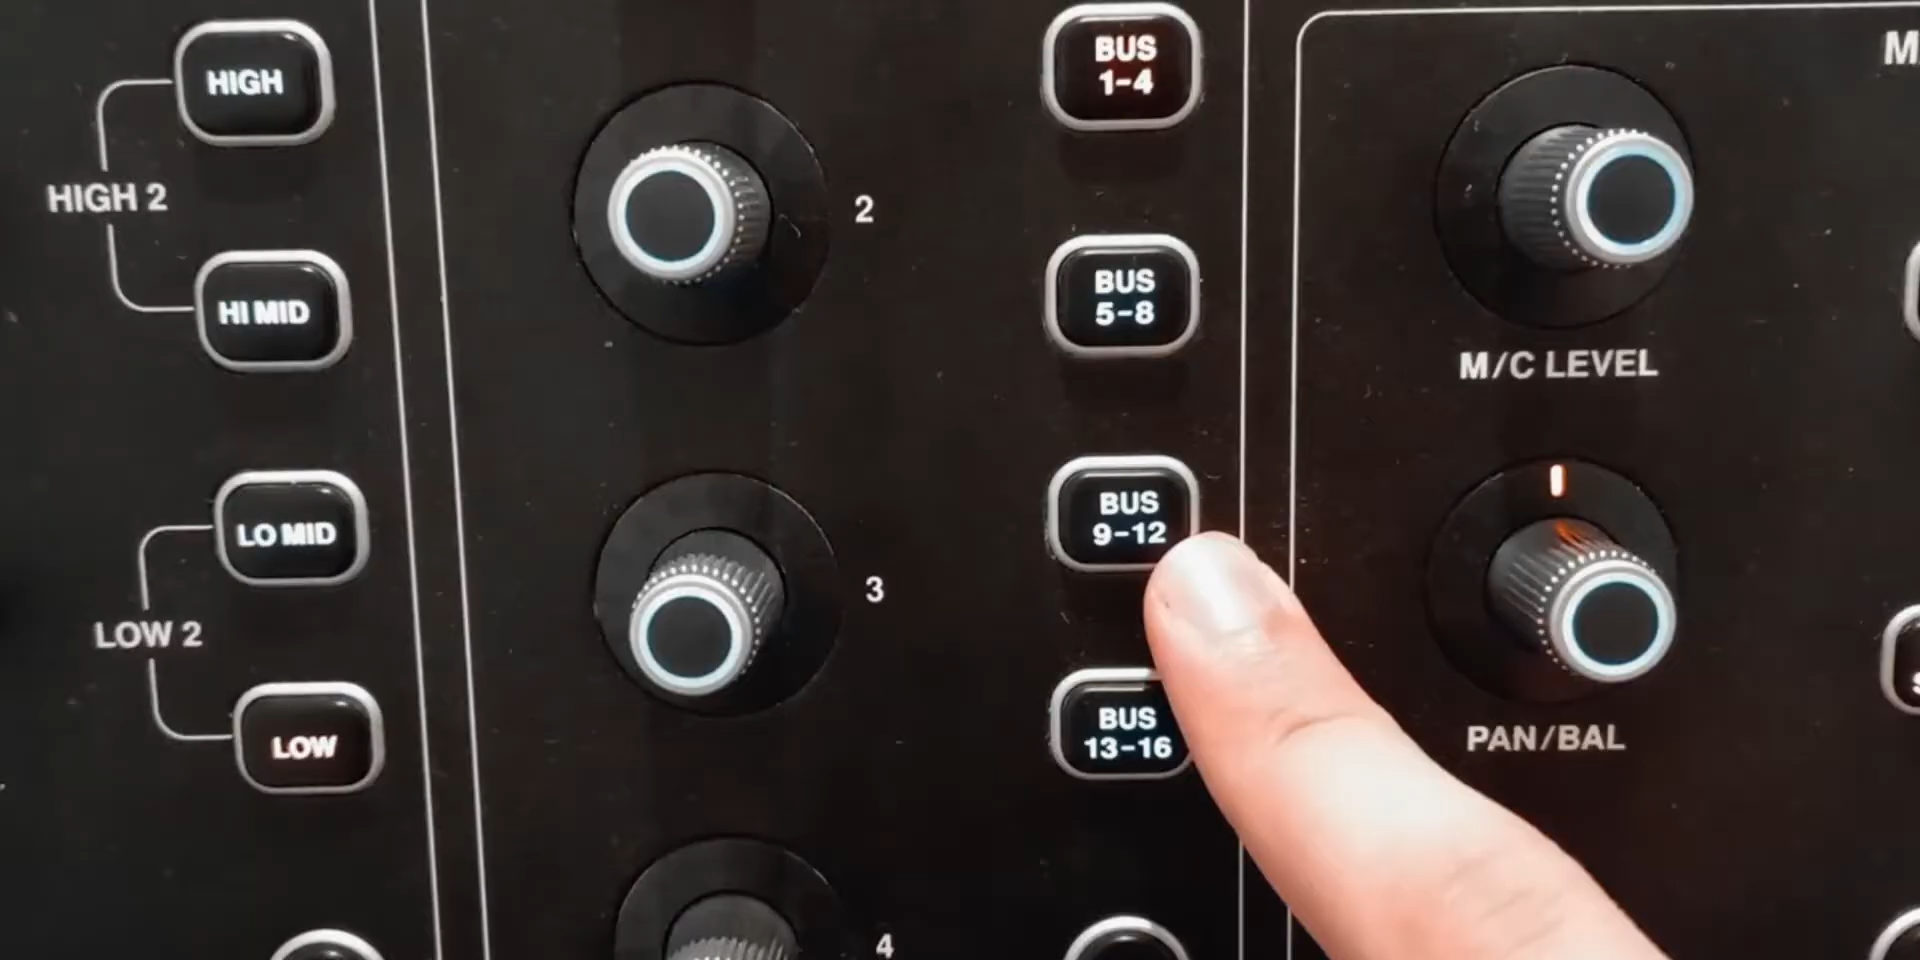 HIGH
HIGH 2
HI MID
LO MID
LOW 2
LOW
2
3
4
BUS
1-4
BUS
5-8
BUS
9-12
BUS
13-16
M/C LEVEL
PAN/BAL